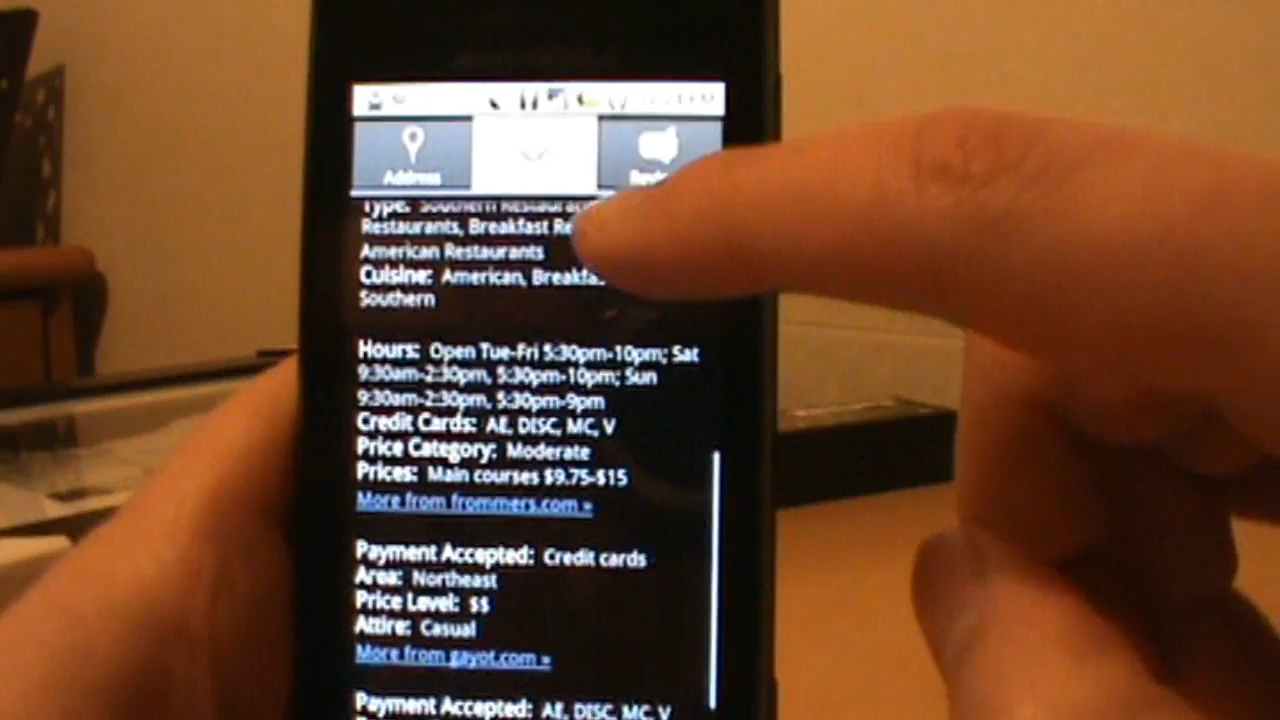 Address
Type: Southern
Restaurants, Breakfast
American Restaurants
Cuisine: American,
Southern
Hours: Open Tue-Fri 5:30pm-10pm; Sat
9:30am-2:30pm, 5:30pm-10pm; Sun
9:30am-2:30pm, 5:30pm-9pm
Credit Cards: AE, DISC, MC, V
Price Category: Moderate
Prices: Main courses $9.75-$15
More from frommers.com »
Payment Accepted: Credit cards
Area: Northeast
Price Level: $$
Attire: Casual
More from gayot.com »
Payment Accepted: AE, DISC, MC, V